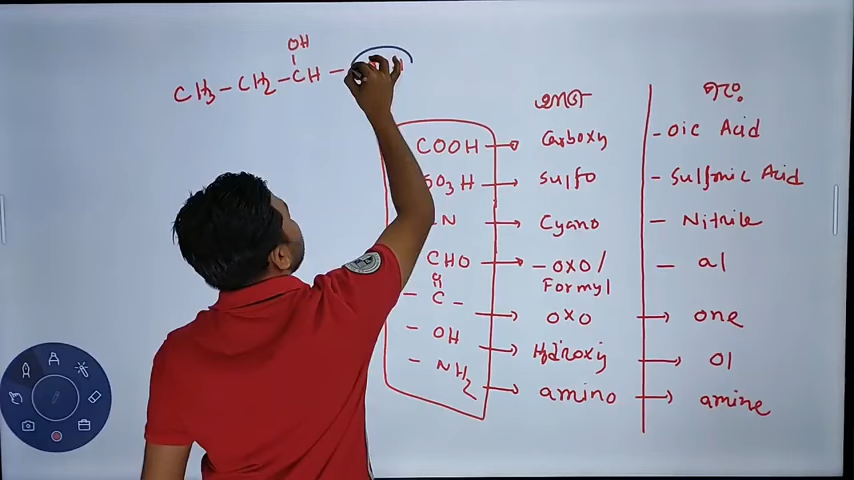 OH
CH3-CH2-CH-
COOH → Carboxy - Oic Acid
SO3H → Sulfo - Sulfonic Acid
N → Cyano - Nitrile
CHO → -oxo / - al
Formyl
- C - → oxo → one
- OH → Hydroxy → ol
- NH2 → amino → amine